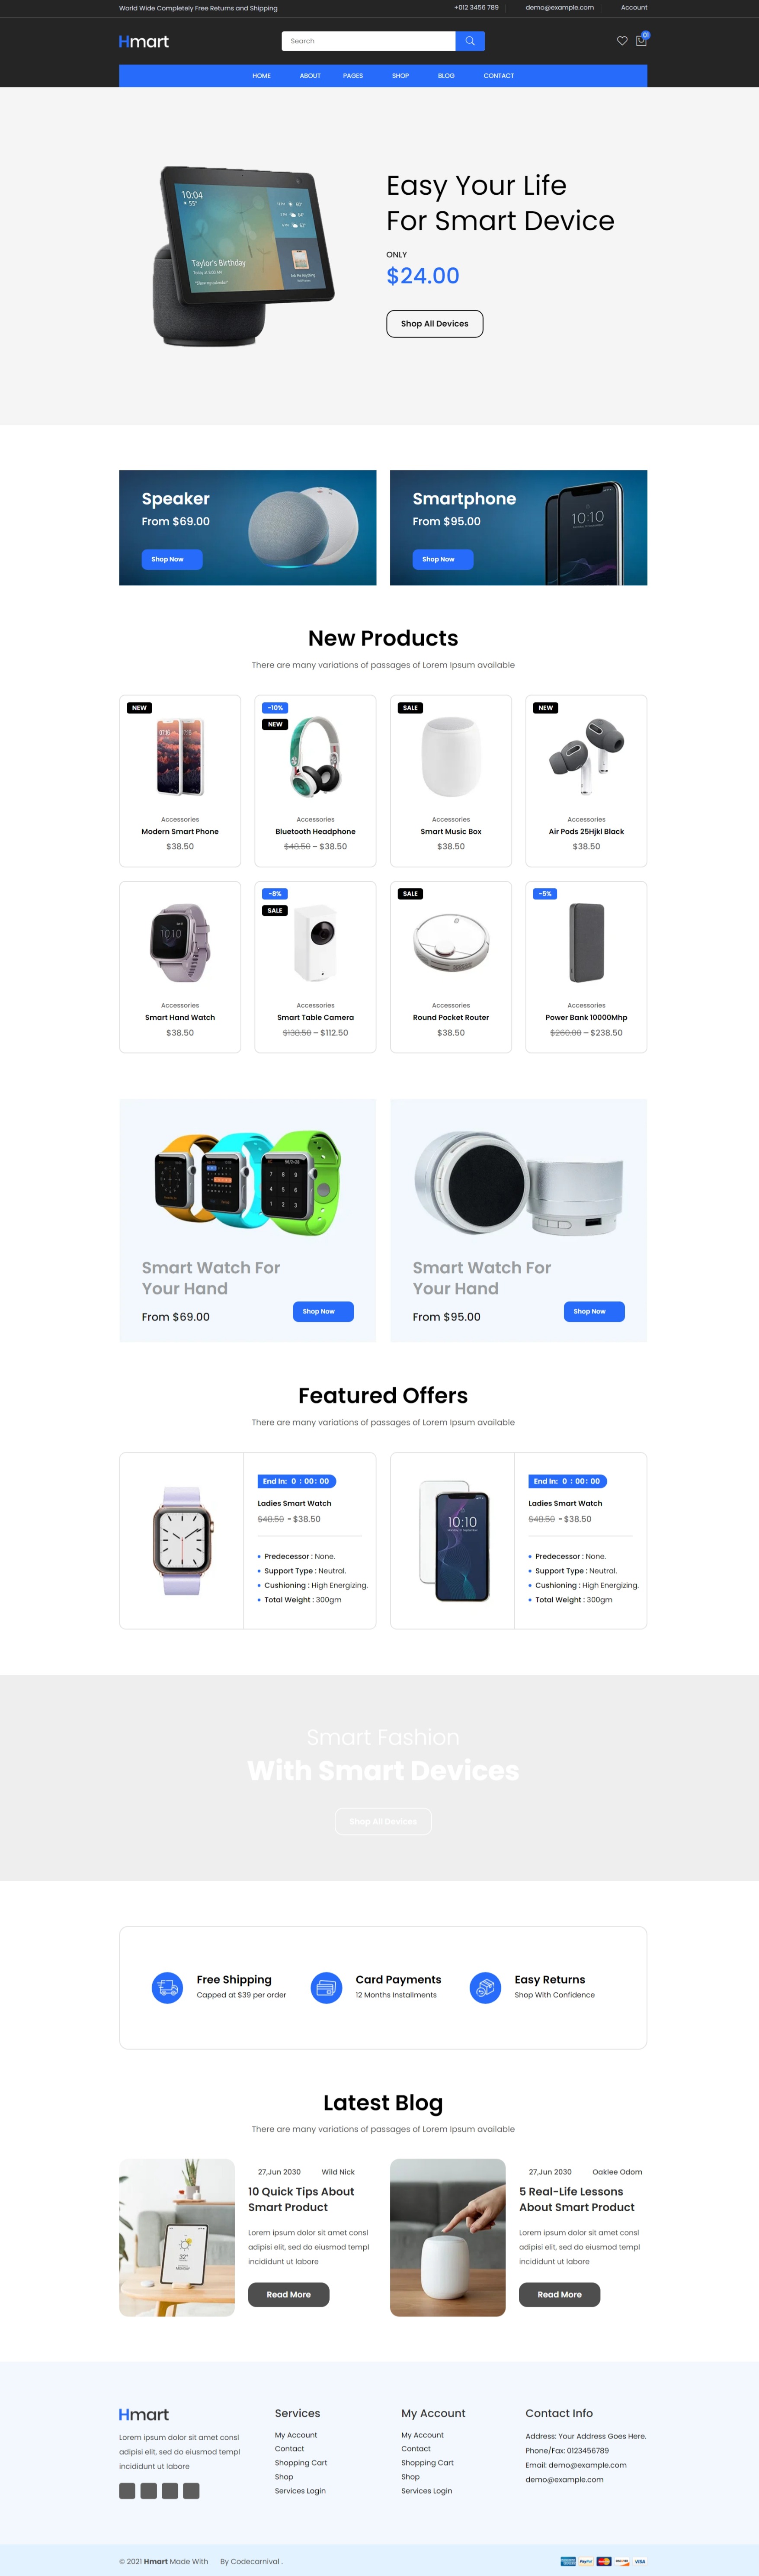 World Wide Completely Free Returns and Shipping
+012 3456 789
demo@example.com
Account
Hmart
Search
01
HOME
ABOUT
PAGES
SHOP
BLOG
CONTACT
10:04
Taylor's Birthday
Easy Your Life
For Smart Device
ONLY
$24.00
Shop All Devices
Speaker
From $69.00
Shop Now
Smartphone
From $95.00
Shop Now
10:10
New Products
There are many variations of passages of Lorem Ipsum available
NEW
Accessories
Modern Smart Phone
$38.50
-10%
NEW
Accessories
Bluetooth Headphone
$48.50 – $38.50
SALE
Accessories
Smart Music Box
$38.50
NEW
Accessories
Air Pods 25Hjkl Black
$38.50
10:10
Accessories
Smart Hand Watch
$38.50
-8%
SALE
Accessories
Smart Table Camera
$138.50 – $112.50
SALE
Accessories
Round Pocket Router
$38.50
-5%
Accessories
Power Bank 10000Mhp
$260.00 – $238.50
Smart Watch For
Your Hand
From $69.00
Shop Now
Smart Watch For
Your Hand
From $95.00
Shop Now
Featured Offers
There are many variations of passages of Lorem Ipsum available
End In: 0 : 00: 00
Ladies Smart Watch
$48.50 - $38.50
Predecessor : None.
Support Type : Neutral.
Cushioning : High Energizing.
Total Weight : 300gm
10:10
End In: 0 : 00: 00
Ladies Smart Watch
$48.50 - $38.50
Predecessor : None.
Support Type : Neutral.
Cushioning : High Energizing.
Total Weight : 300gm
Smart Fashion
With Smart Devices
Shop All Devices
Free Shipping
Capped at $39 per order
Card Payments
12 Months Installments
Easy Returns
Shop With Confidence
Latest Blog
There are many variations of passages of Lorem Ipsum available
27,Jun 2030
Wild Nick
10 Quick Tips About
Smart Product
Lorem ipsum dolor sit amet consl
adipisi elit, sed do eiusmod templ
incididunt ut labore
Read More
27,Jun 2030
Oaklee Odom
5 Real-Life Lessons
About Smart Product
Lorem ipsum dolor sit amet consl
adipisi elit, sed do eiusmod templ
incididunt ut labore
Read More
Hmart
Lorem ipsum dolor sit amet consl
adipisi elit, sed do eiusmod templ
incididunt ut labore
Services
My Account
Contact
Shopping Cart
Shop
Services Login
My Account
My Account
Contact
Shopping Cart
Shop
Services Login
Contact Info
Address: Your Address Goes Here.
Phone/Fax: 0123456789
Email: demo@example.com
demo@example.com
© 2021 Hmart Made With
By Codecarnival .
PayPal
VISA